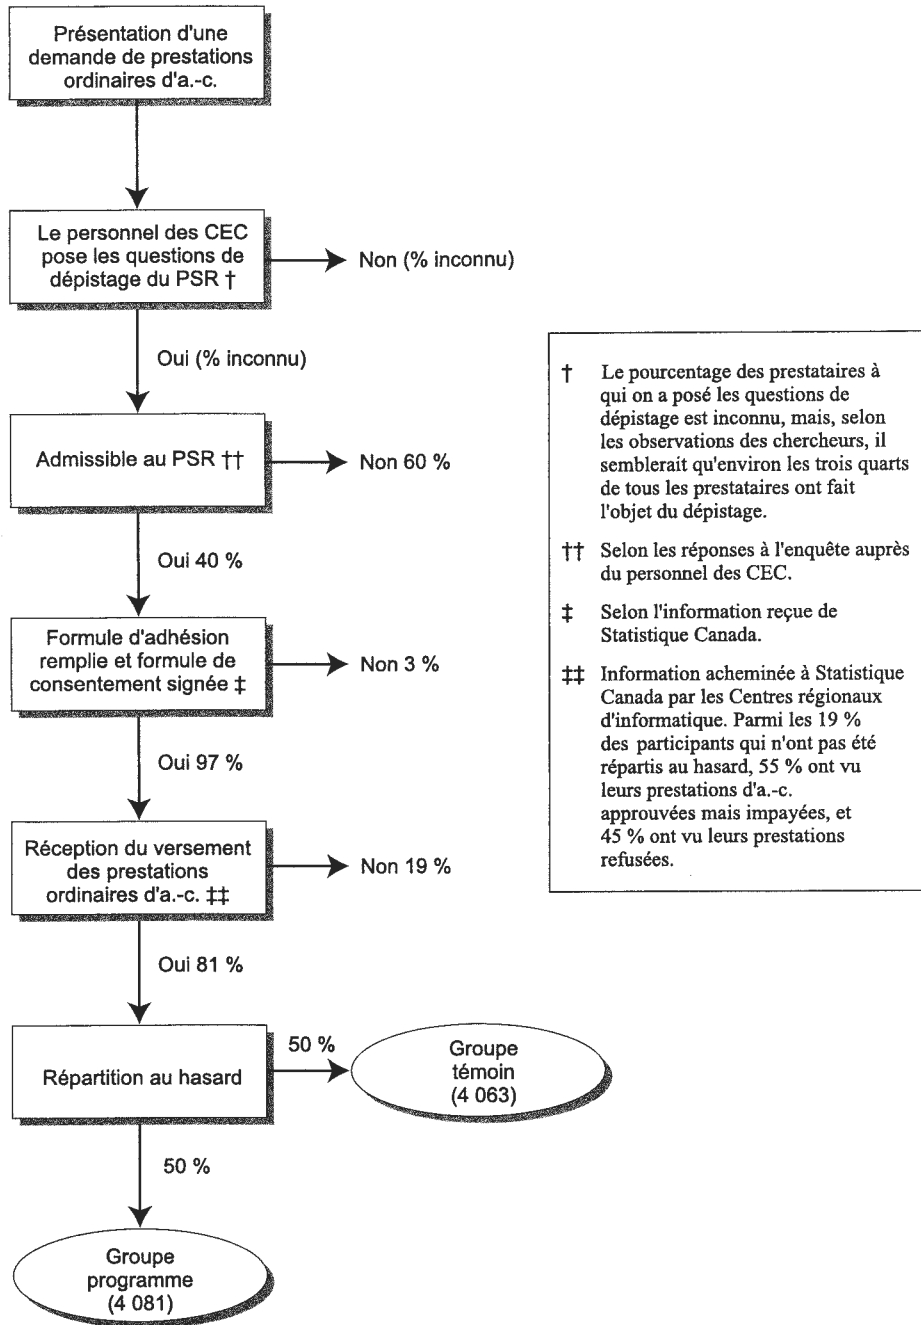 Présentation d'une
demande de prestations
ordinaires d'a.-c.
Le personnel des CEC
pose les questions de
dépistage du PSR †
Non (% inconnu)
Oui (% inconnu)
Admissible au PSR ††
Non 60 %
Oui 40 %
Formule d'adhésion
remplie et formule de
consentement signée ‡
Non 3 %
Oui 97 %
Réception du versement
des prestations
ordinaires d'a.-c. ‡‡
Non 19 %
Oui 81 %
Répartition au hasard
50 %
Groupe
témoin
(4 063)
50 %
Groupe
programme
(4 081)
† Le pourcentage des prestataires à
qui on a posé les questions de
dépistage est inconnu, mais, selon
les observations des chercheurs, il
semblerait qu'environ les trois quarts
de tous les prestataires ont fait
l'objet du dépistage.
†† Selon les réponses à l'enquête auprès
du personnel des CEC.
‡ Selon l'information reçue de
Statistique Canada.
‡‡ Information acheminée à Statistique
Canada par les Centres régionaux
d'informatique. Parmi les 19 %
des participants qui n'ont pas été
répartis au hasard, 55 % ont vu
leurs prestations d'a.-c.
approuvées mais impayées, et
45 % ont vu leurs prestations
refusées.